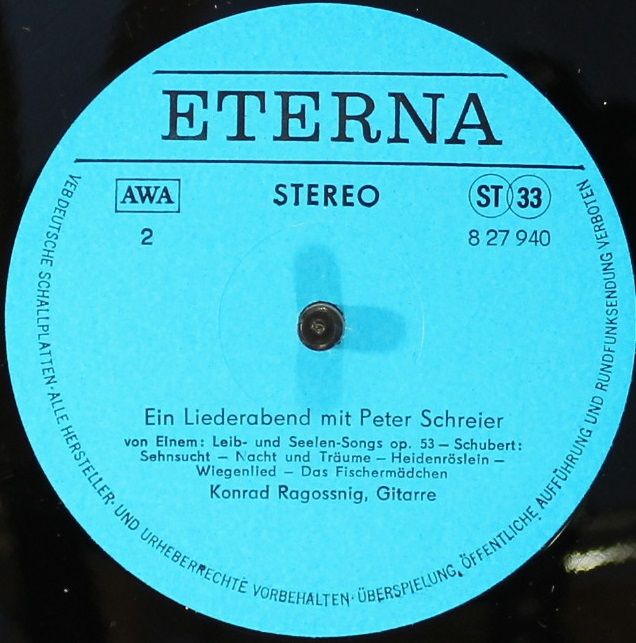 ETERNA
AWA STEREO ST 33
2 8 27 940
Ein Liederabend mit Peter Schreier
von Einem: Leib- und Seelen-Songs op. 53 – Schubert:
Sehnsucht – Nacht und Träume – Heidenröslein –
Wiegenlied – Das Fischermädchen
Konrad Ragossnig, Gitarre
VEB DEUTSCHE SCHALLPLATTEN · ALLE HERSTELLER- UND URHEBERRECHTE VORBEHALTEN · ÜBERSPIELUNG, ÖFFENTLICHE AUFFÜHRUNG UND RUNDFUNKSENDUNG VERBOTEN